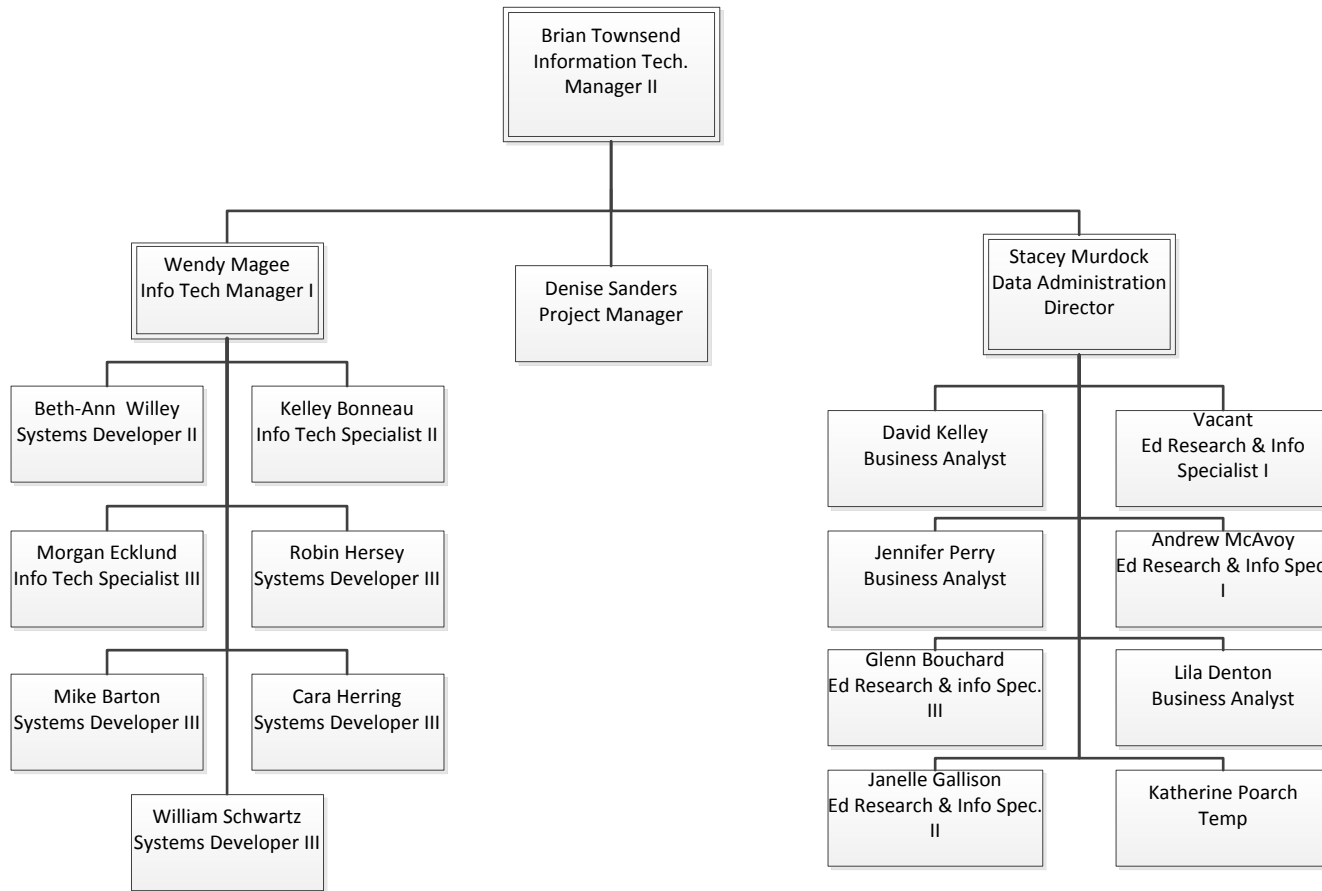 Brian Townsend
Information Tech.
Manager II
Wendy Magee
Info Tech Manager I
Denise Sanders
Project Manager
Stacey Murdock
Data Administration
Director
Beth-Ann  Willey
Systems Developer II
Kelley Bonneau
Info Tech Specialist II
David Kelley
Business Analyst
Vacant
Ed Research & Info
Specialist I
Morgan Ecklund
Info Tech Specialist III
Robin Hersey
Systems Developer III
Jennifer Perry
Business Analyst
Andrew McAvoy
Ed Research & Info Spec
I
Mike Barton
Systems Developer III
Cara Herring
Systems Developer III
Glenn Bouchard
Ed Research & info Spec.
III
Lila Denton
Business Analyst
William Schwartz
Systems Developer III
Janelle Gallison
Ed Research & Info Spec.
II
Katherine Poarch
Temp